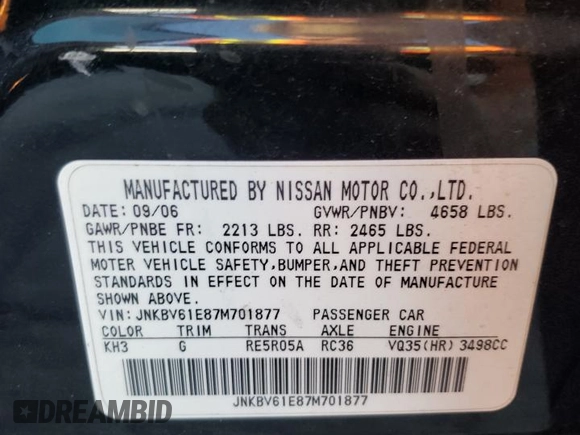 MANUFACTURED BY NISSAN MOTOR CO.,LTD.
DATE: 09/06 GVWR/PNBV: 4658 LBS.
GAWR/PNBE FR: 2213 LBS. RR: 2465 LBS.
THIS VEHICLE CONFORMS TO ALL APPLICABLE FEDERAL
MOTOR VEHICLE SAFETY,BUMPER,AND THEFT PREVENTION
STANDARDS IN EFFECT ON THE DATE OF MANUFACTURE
SHOWN ABOVE.
VIN: JNKBV61E87M701877 PASSENGER CAR
COLOR TRIM TRANS AXLE ENGINE
KH3 G RE5R05A RC36 VQ35(HR) 3498CC
JNKBV61E87M701877
DREAMBID